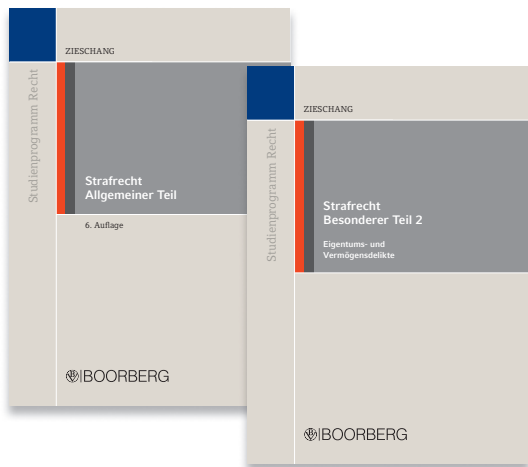 ZIESCHANG
Studienprogramm Recht
Strafrecht
Allgemeiner Teil
6. Auflage
BOORBERG
ZIESCHANG
Studienprogramm Recht
Strafrecht
Besonderer Teil 2
Eigentums- und
Vermögensdelikte
BOORBERG